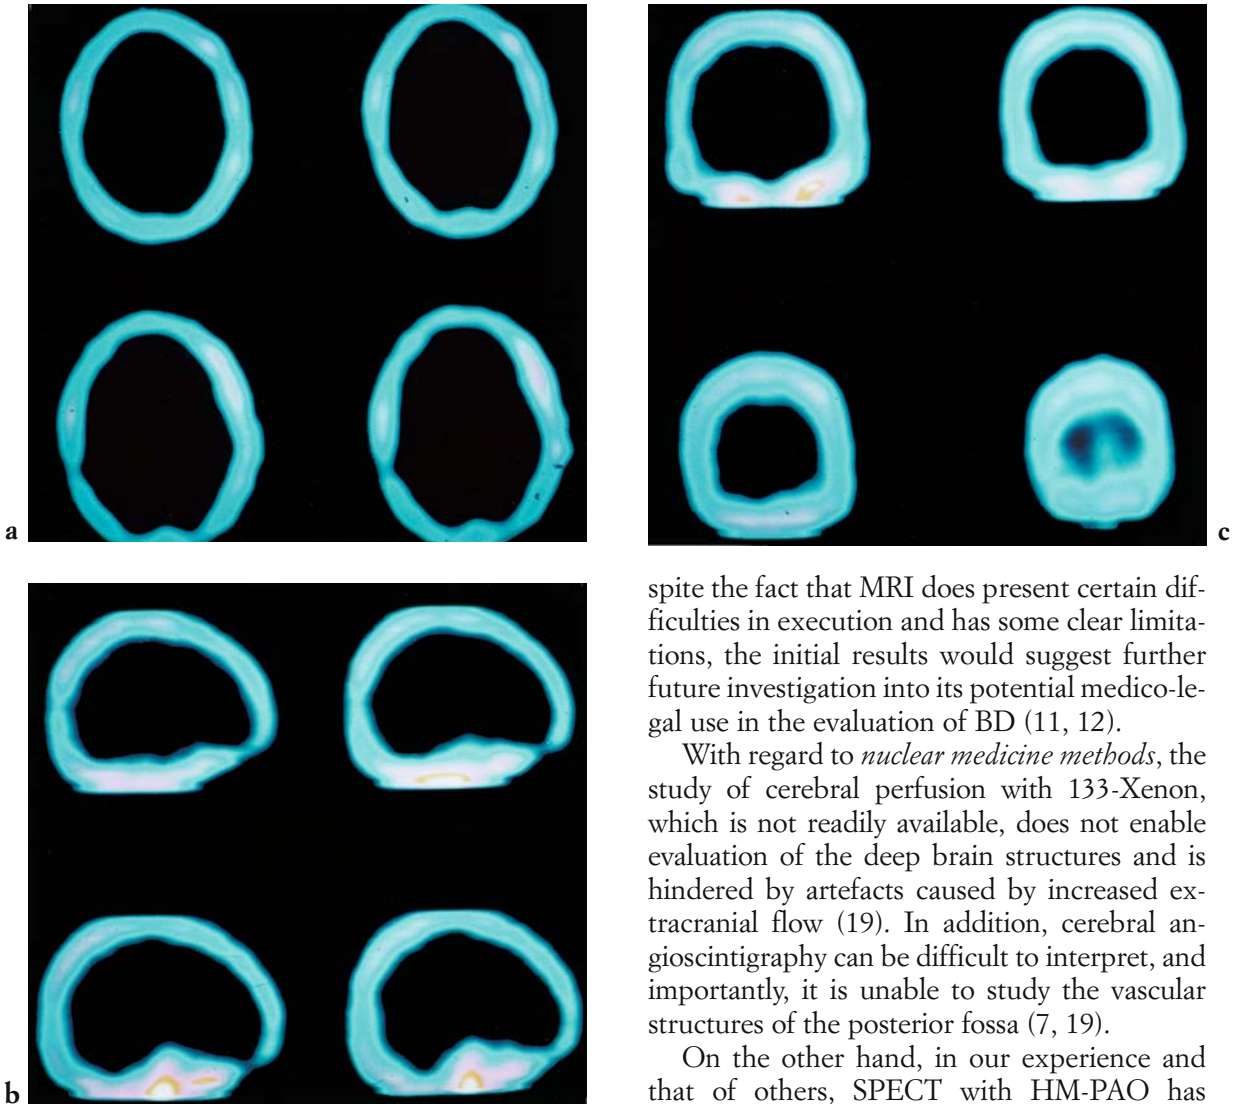 a
b
c
spite the fact that MRI does present certain dif-
ficulties in execution and has some clear limita-
tions, the initial results would suggest further
future investigation into its potential medico-le-
gal use in the evaluation of BD (11, 12).
With regard to nuclear medicine methods, the
study of cerebral perfusion with 133-Xenon,
which is not readily available, does not enable
evaluation of the deep brain structures and is
hindered by artefacts caused by increased ex-
tracranial flow (19). In addition, cerebral an-
gioscintigraphy can be difficult to interpret, and
importantly, it is unable to study the vascular
structures of the posterior fossa (7, 19).
On the other hand, in our experience and
that of others, SPECT with HM-PAO has